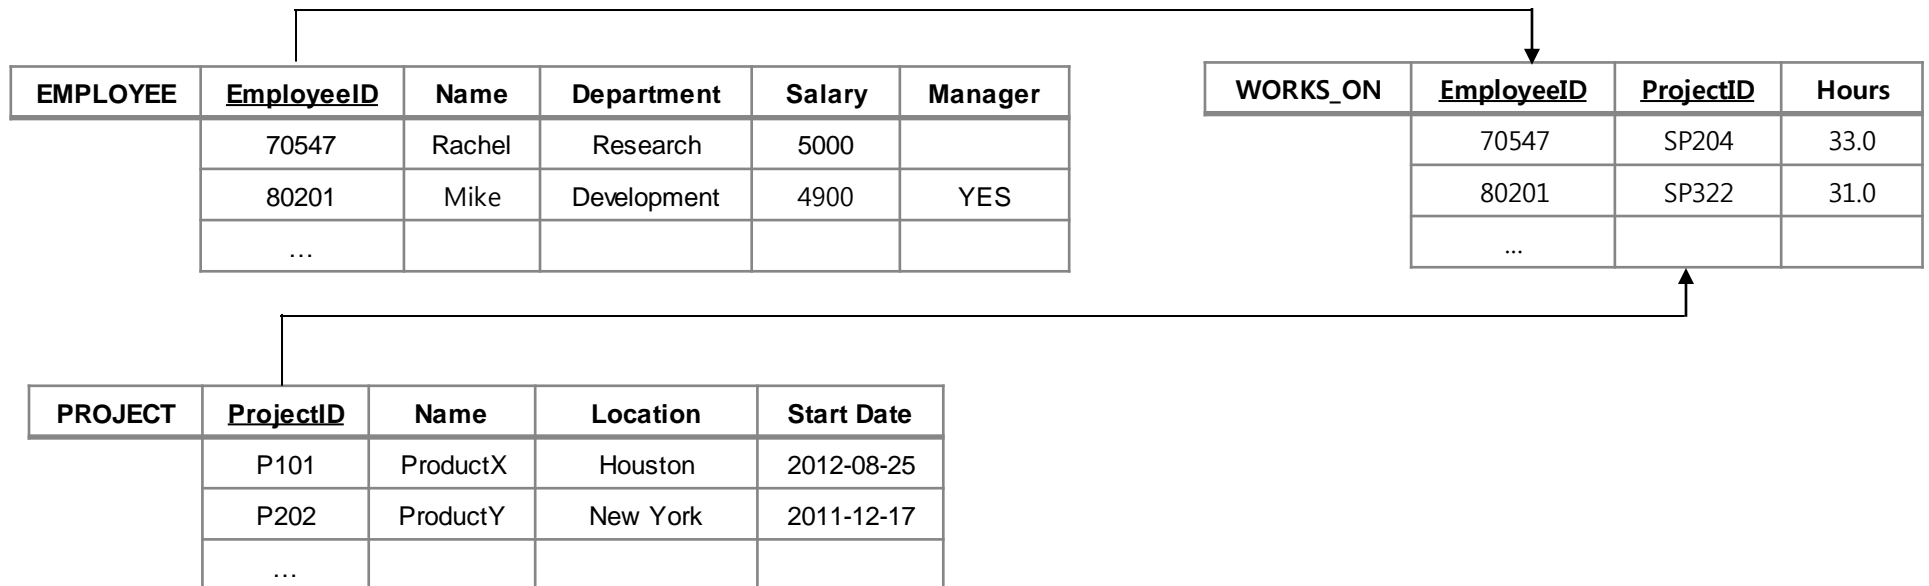 EMPLOYEE EmployeeID Name Department Salary Manager
70547 Rachel Research 5000
80201 Mike Development 4900 YES
…
WORKS_ON EmployeeID ProjectID Hours
70547 SP204 33.0
80201 SP322 31.0
...
PROJECT ProjectID Name Location Start Date
P101 ProductX Houston 2012-08-25
P202 ProductY New York 2011-12-17
…